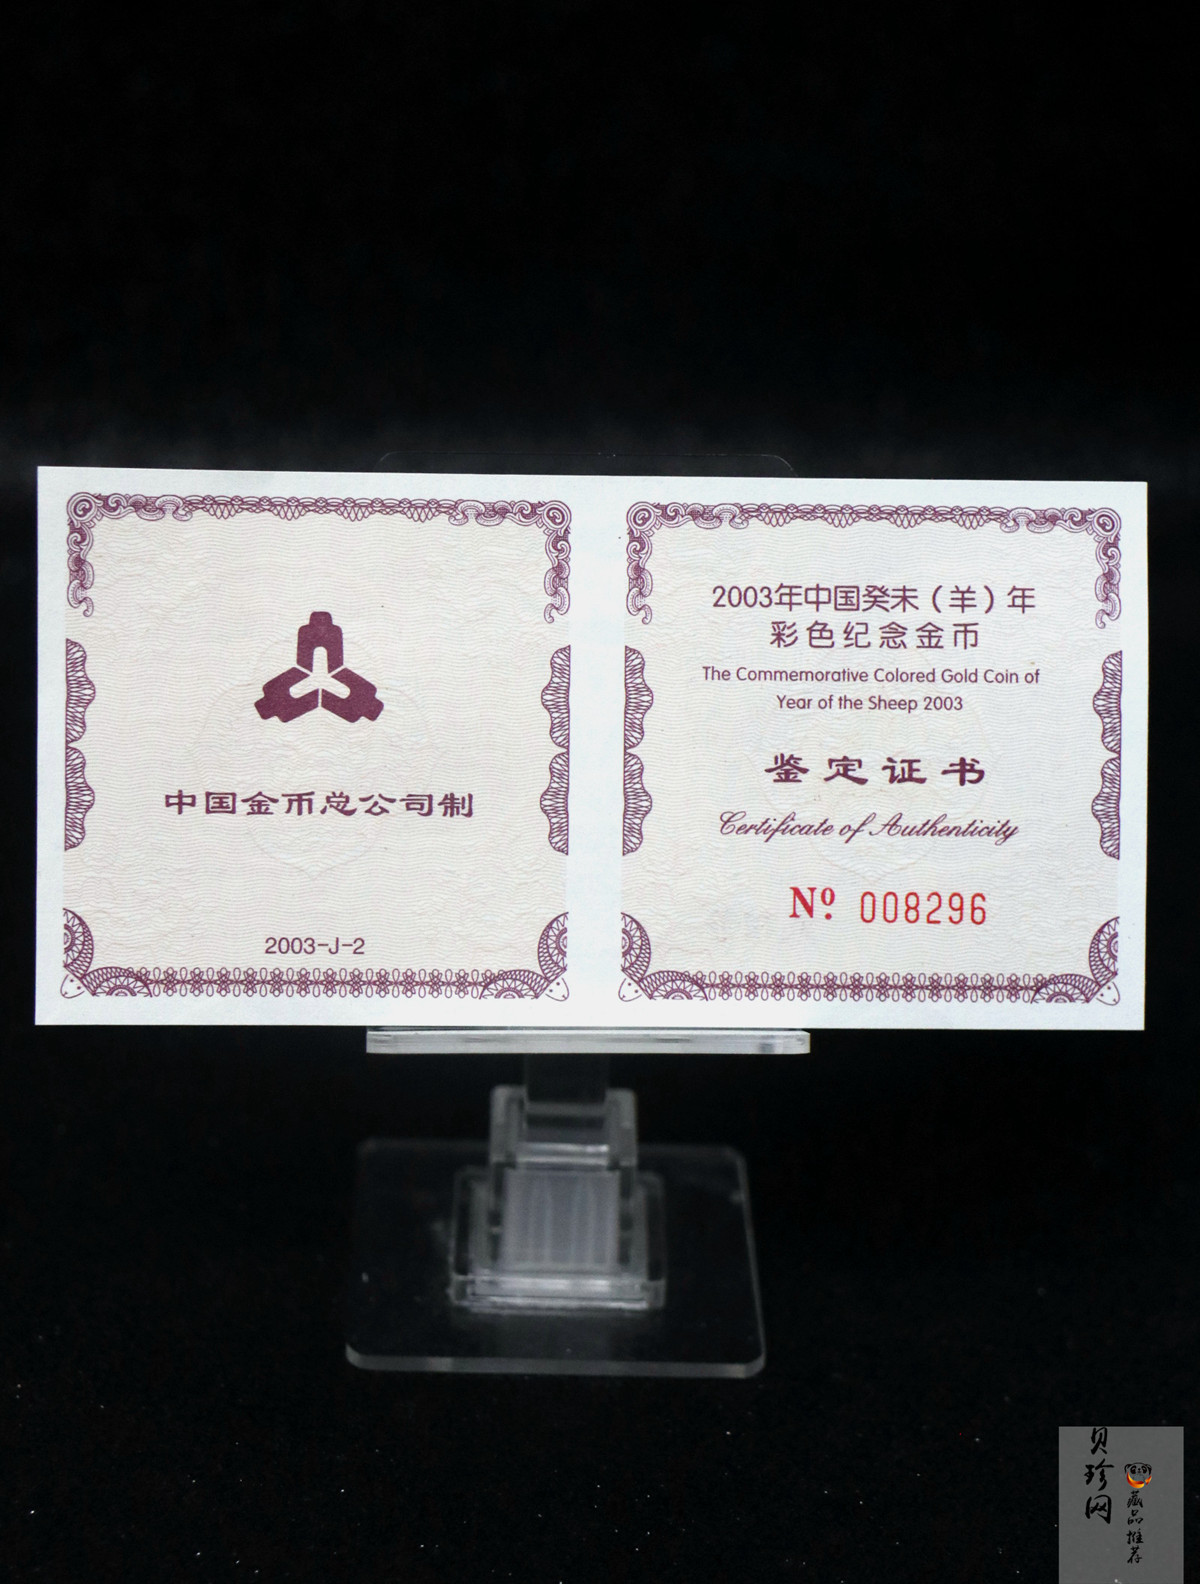 中国金币总公司制
2003-J-2
2003年中国癸未（羊）年
彩色纪念金币
The Commemorative Colored Gold Coin of
Year of the Sheep 2003
鉴定证书
Certificate of Authenticity
Nº 008296
贝珍网
藏品推荐